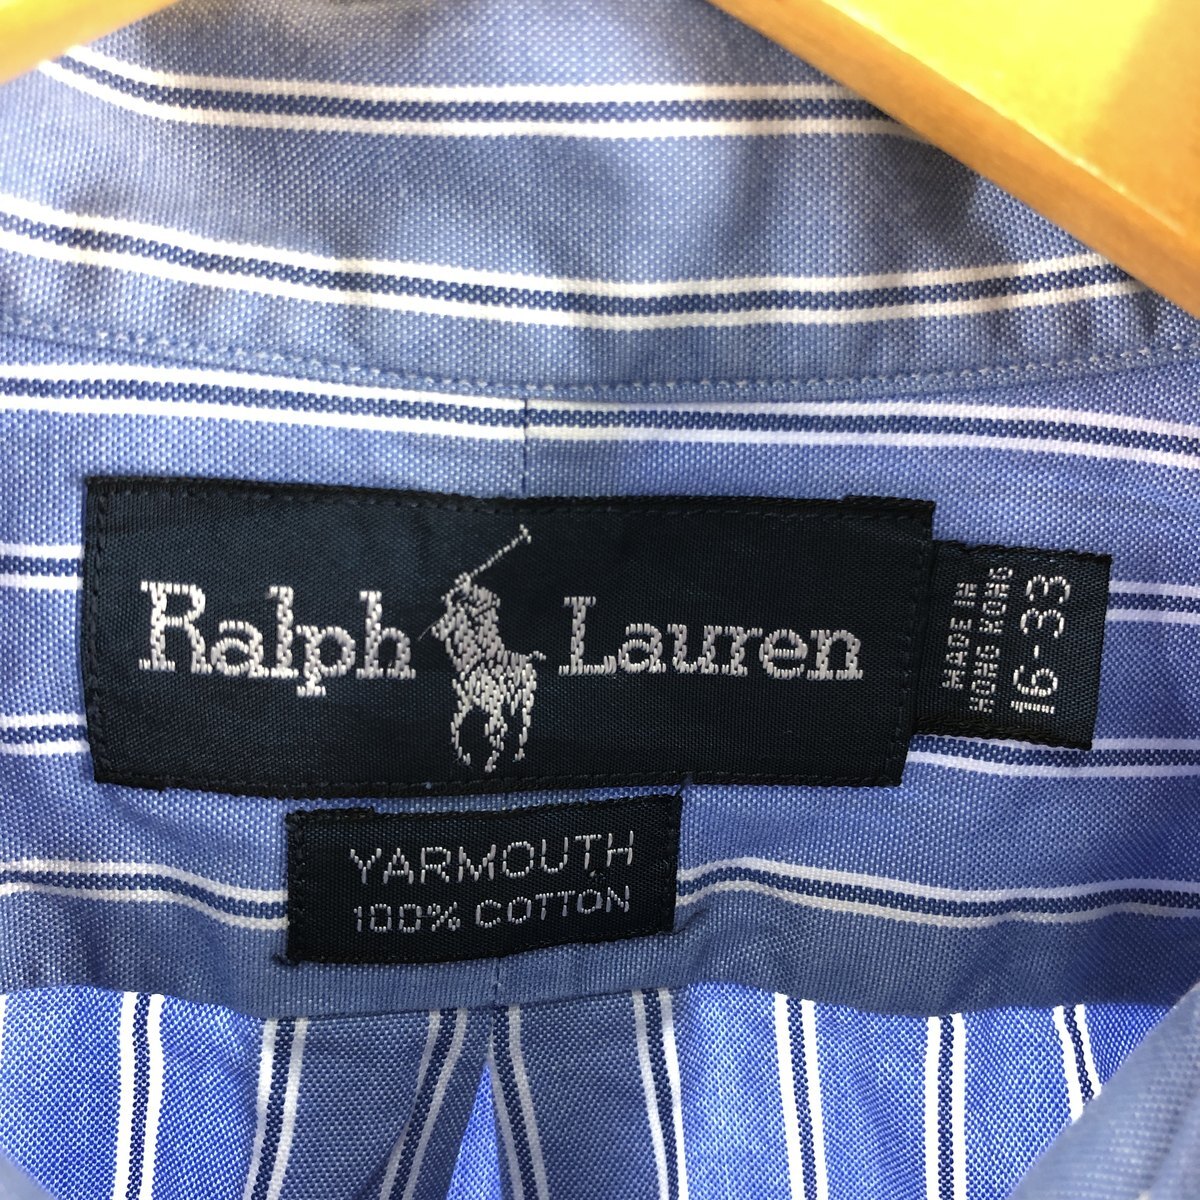 Ralph Lauren
MADE IN
HONG KONG
16-33
YARMOUTH
100% COTTON